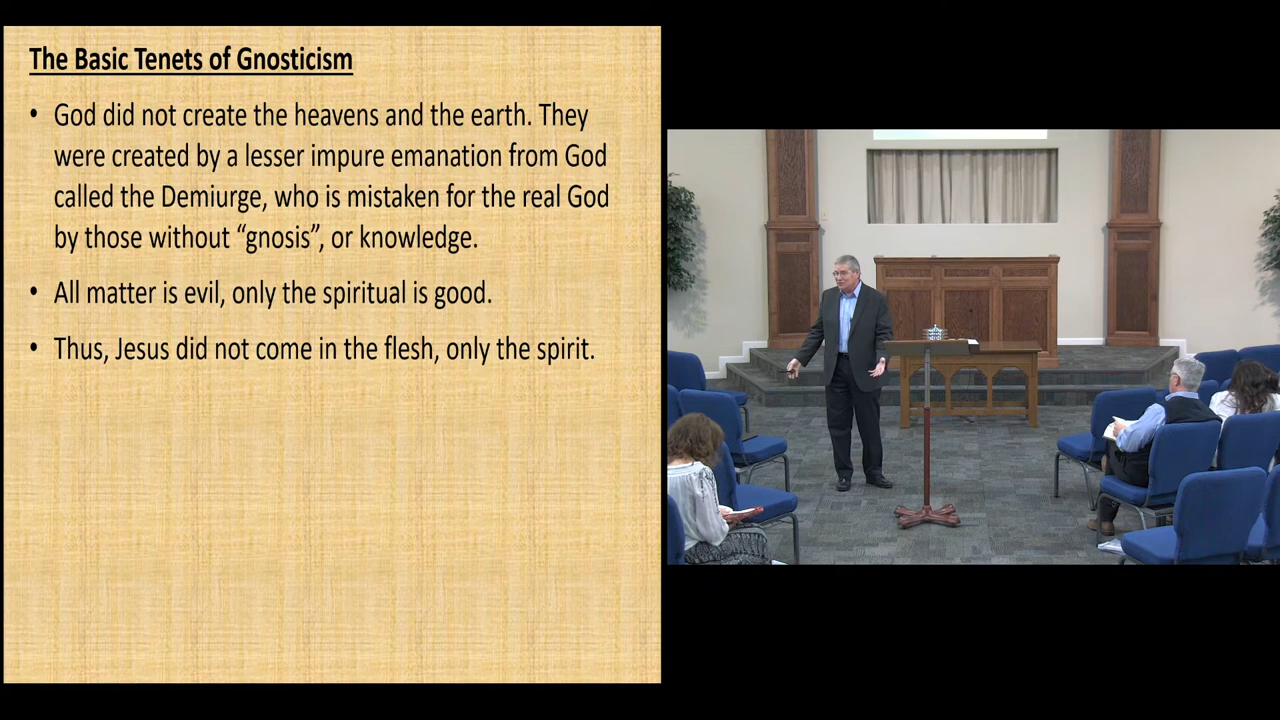 The Basic Tenets of Gnosticism
• God did not create the heavens and the earth. They
were created by a lesser impure emanation from God
called the Demiurge, who is mistaken for the real God
by those without “gnosis”, or knowledge.
• All matter is evil, only the spiritual is good.
• Thus, Jesus did not come in the flesh, only the spirit.